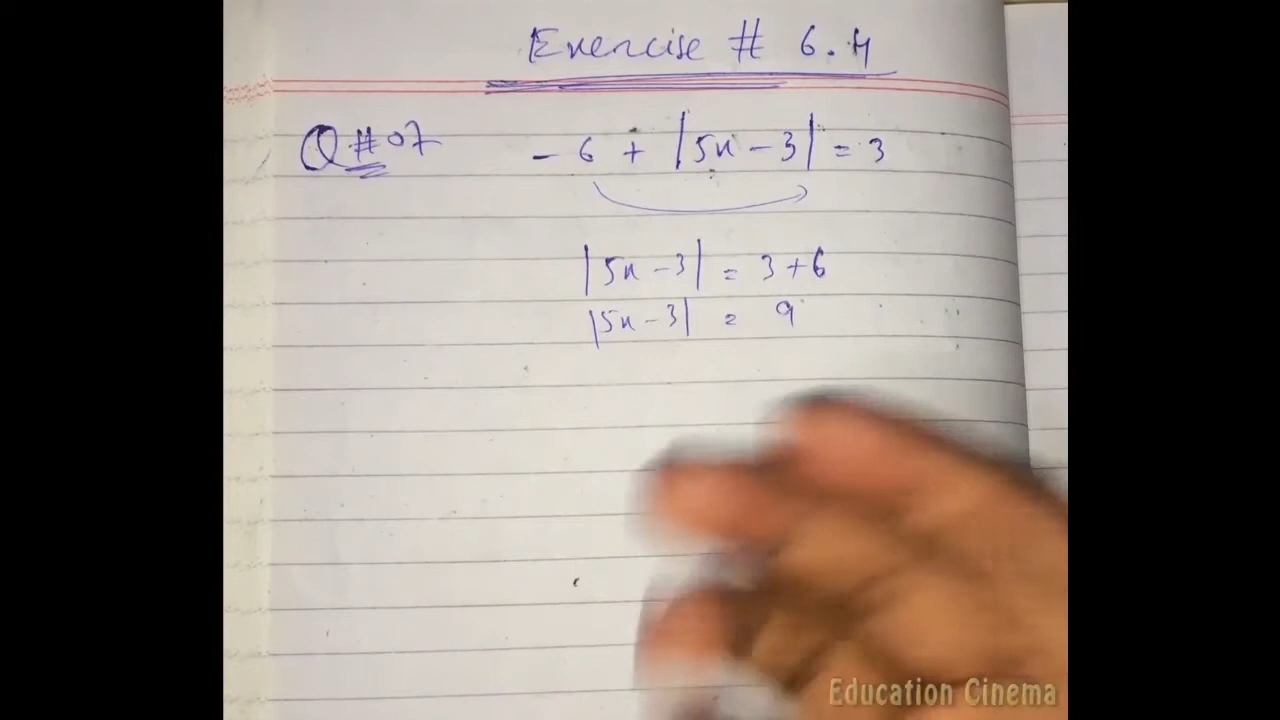 Exercise # 6.4
Q # 07 - 6 + |5x - 3| = 3
|5x - 3| = 3 + 6
|5x - 3| = 9
Education Cinema